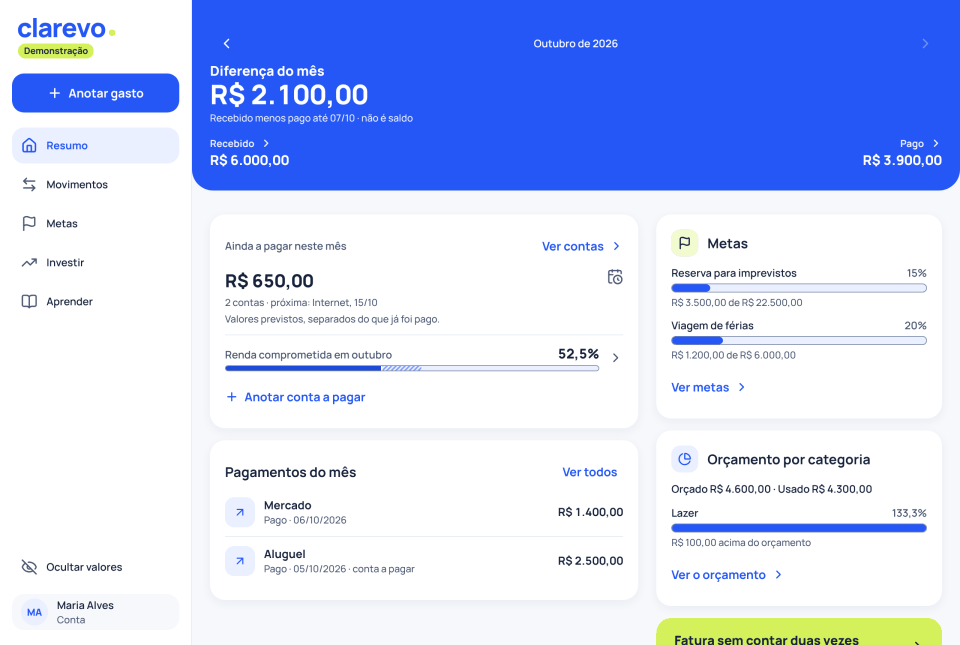 clarevo
Demonstração
Anotar gasto
Resumo
Movimentos
Metas
Investir
Aprender
Ocultar valores
MA
Maria Alves
Conta
Outubro de 2026
Diferença do mês
R$ 2.100,00
Recebido menos pago até 07/10 · não é saldo
Recebido
R$ 6.000,00
Pago
R$ 3.900,00
Ainda a pagar neste mês
Ver contas
R$ 650,00
2 contas · próxima: Internet, 15/10
Valores previstos, separados do que já foi pago.
Renda comprometida em outubro
52,5%
Anotar conta a pagar
Pagamentos do mês
Ver todos
Mercado
Pago · 06/10/2026
R$ 1.400,00
Aluguel
Pago · 05/10/2026 · conta a pagar
R$ 2.500,00
Metas
Reserva para imprevistos
15%
R$ 3.500,00 de R$ 22.500,00
Viagem de férias
20%
R$ 1.200,00 de R$ 6.000,00
Ver metas
Orçamento por categoria
Orçado R$ 4.600,00 · Usado R$ 4.300,00
Lazer
133,3%
R$ 100,00 acima do orçamento
Ver o orçamento
Fatura sem contar duas vezes